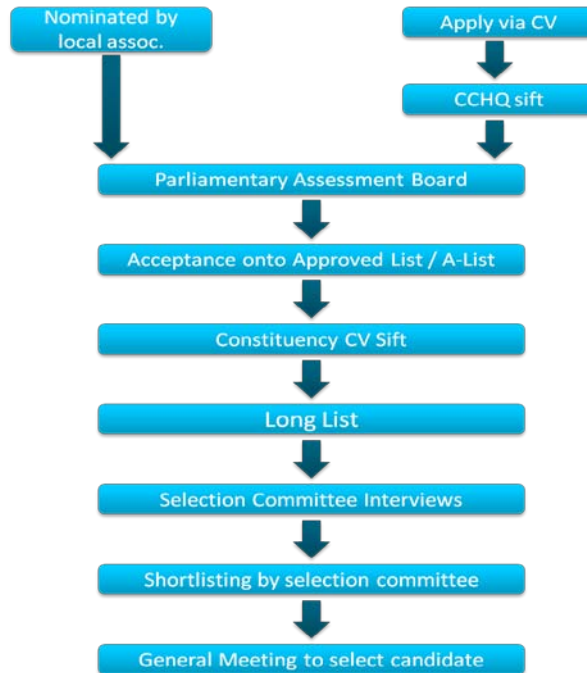 Nominated by
local assoc.
Apply via CV
CCHQ sift
Parliamentary Assessment Board
Acceptance onto Approved List / A-List
Constituency CV Sift
Long List
Selection Committee Interviews
Shortlisting by selection committee
General Meeting to select candidate